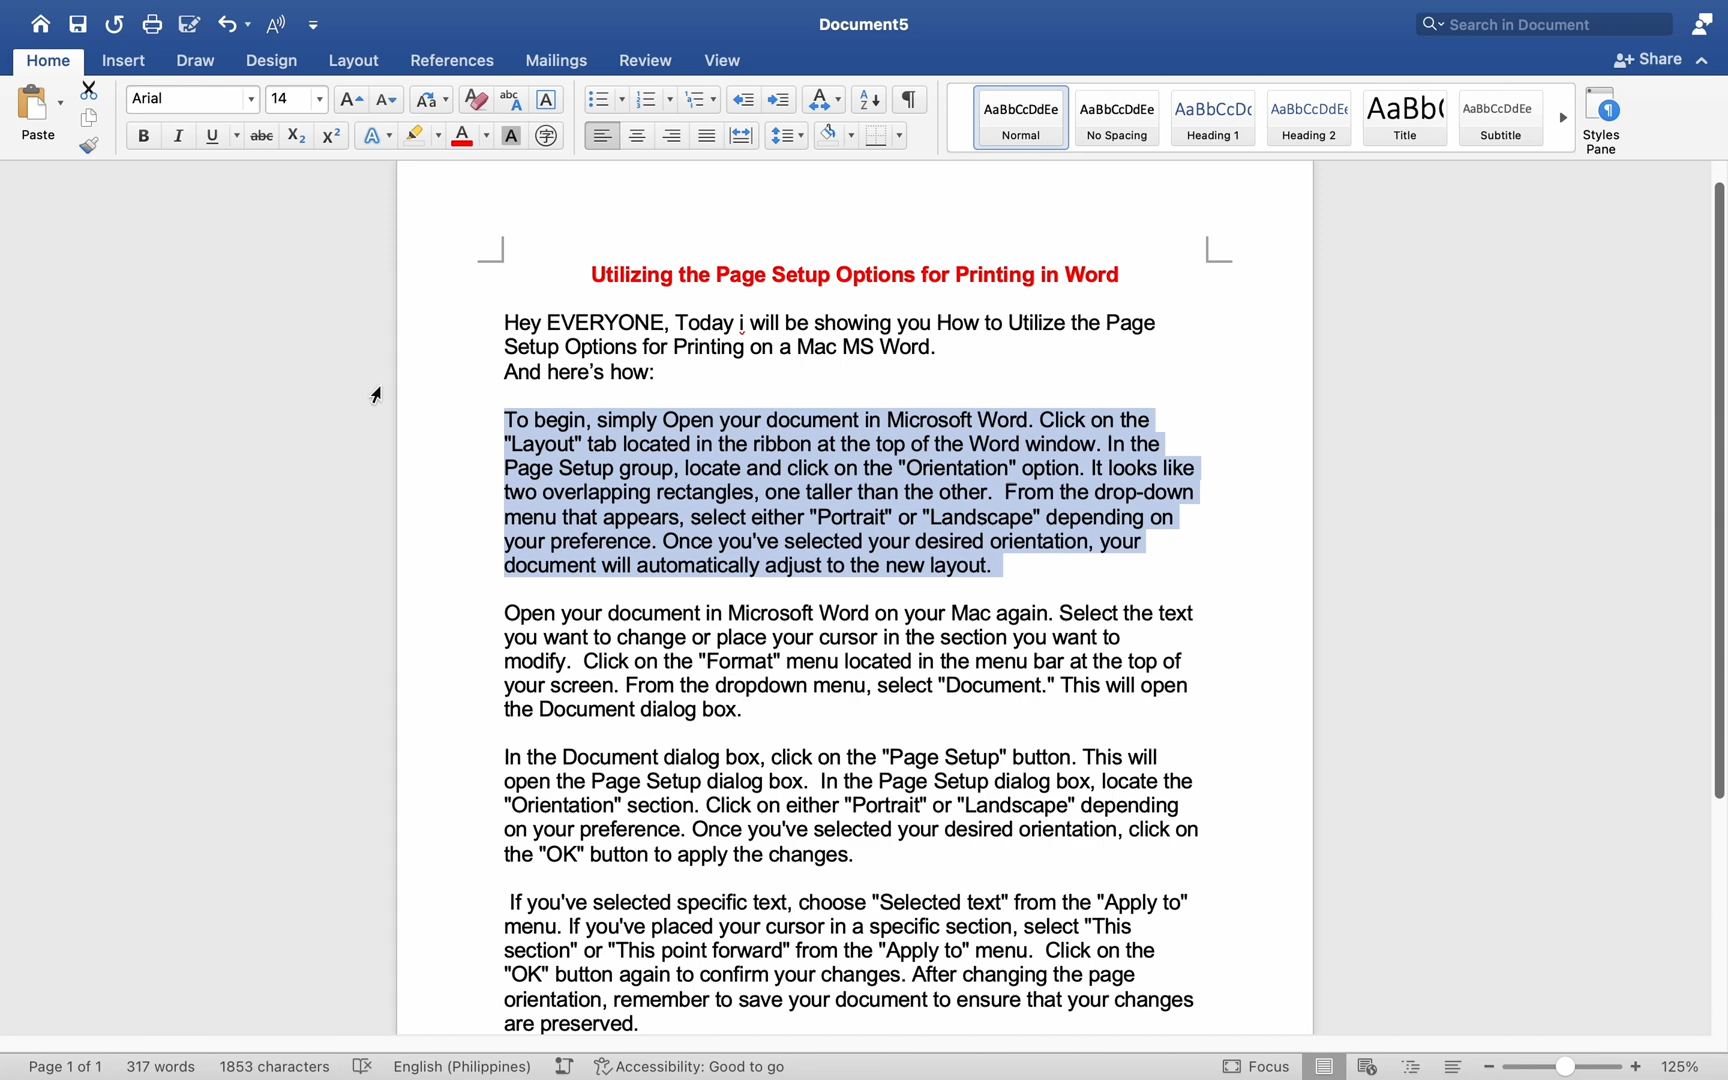 Document5
Search in Document
Home Insert Draw Design Layout References Mailings Review View
Share
Paste
Arial 14
AaBbCcDdEe Normal
AaBbCcDdEe No Spacing
AaBbCcDc Heading 1
AaBbCcDdEe Heading 2
AaBb( Title
AaBbCcDdEe Subtitle
Styles
Pane
Utilizing the Page Setup Options for Printing in Word
Hey EVERYONE, Today i will be showing you How to Utilize the Page
Setup Options for Printing on a Mac MS Word.
And here’s how:
To begin, simply Open your document in Microsoft Word. Click on the
"Layout" tab located in the ribbon at the top of the Word window. In the
Page Setup group, locate and click on the "Orientation" option. It looks like
two overlapping rectangles, one taller than the other.  From the drop-down
menu that appears, select either "Portrait" or "Landscape" depending on
your preference. Once you've selected your desired orientation, your
document will automatically adjust to the new layout.
Open your document in Microsoft Word on your Mac again. Select the text
you want to change or place your cursor in the section you want to
modify.  Click on the "Format" menu located in the menu bar at the top of
your screen. From the dropdown menu, select "Document." This will open
the Document dialog box.
In the Document dialog box, click on the "Page Setup" button. This will
open the Page Setup dialog box.  In the Page Setup dialog box, locate the
"Orientation" section. Click on either "Portrait" or "Landscape" depending
on your preference. Once you've selected your desired orientation, click on
the "OK" button to apply the changes.
If you've selected specific text, choose "Selected text" from the "Apply to"
menu. If you've placed your cursor in a specific section, select "This
section" or "This point forward" from the "Apply to" menu.  Click on the
"OK" button again to confirm your changes. After changing the page
orientation, remember to save your document to ensure that your changes
are preserved.
Page 1 of 1 317 words 1853 characters English (Philippines) Accessibility: Good to go Focus 125%